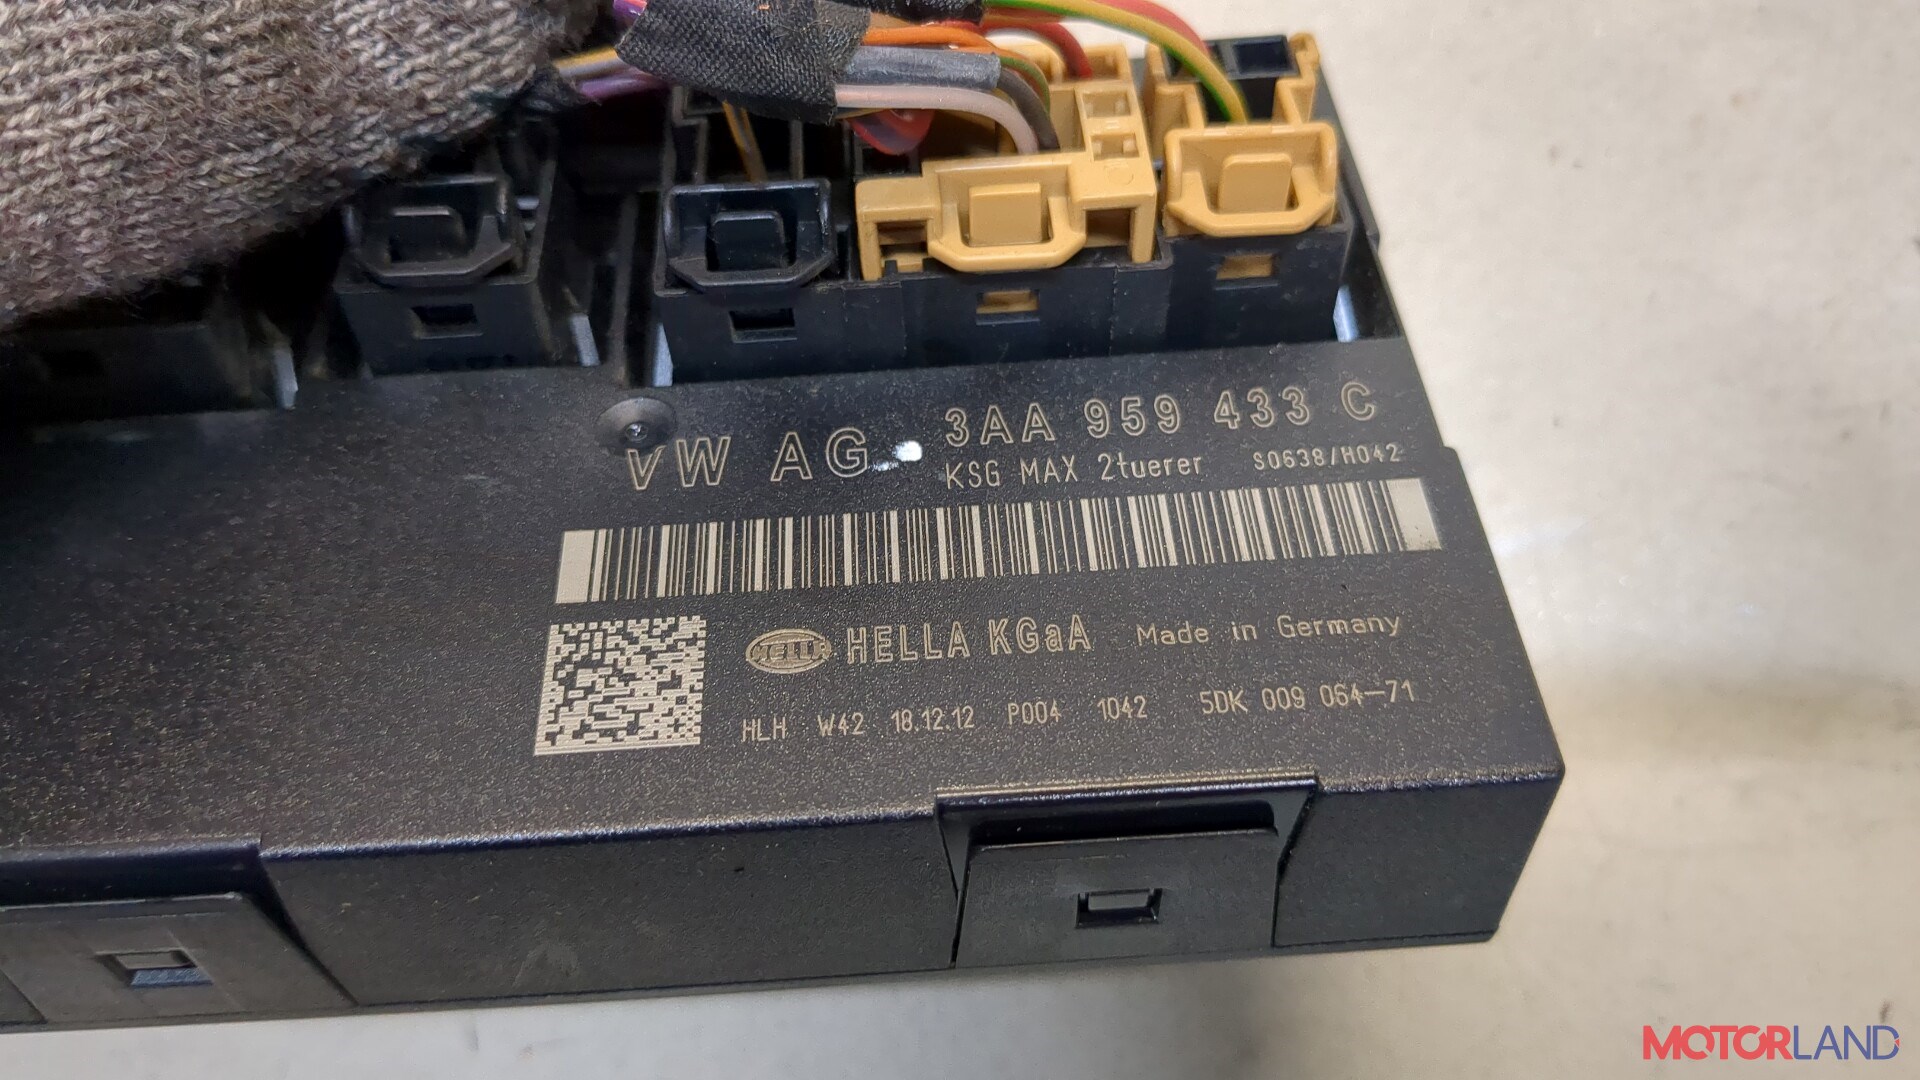 VW AG
3AA 959 433 C
KSG MAX 2tuerer S0638/H042
HELLA HELLA KGaA Made in Germany
HLH W42 18.12.12 P004 1042 5DK 009 064-71
MOTORLAND